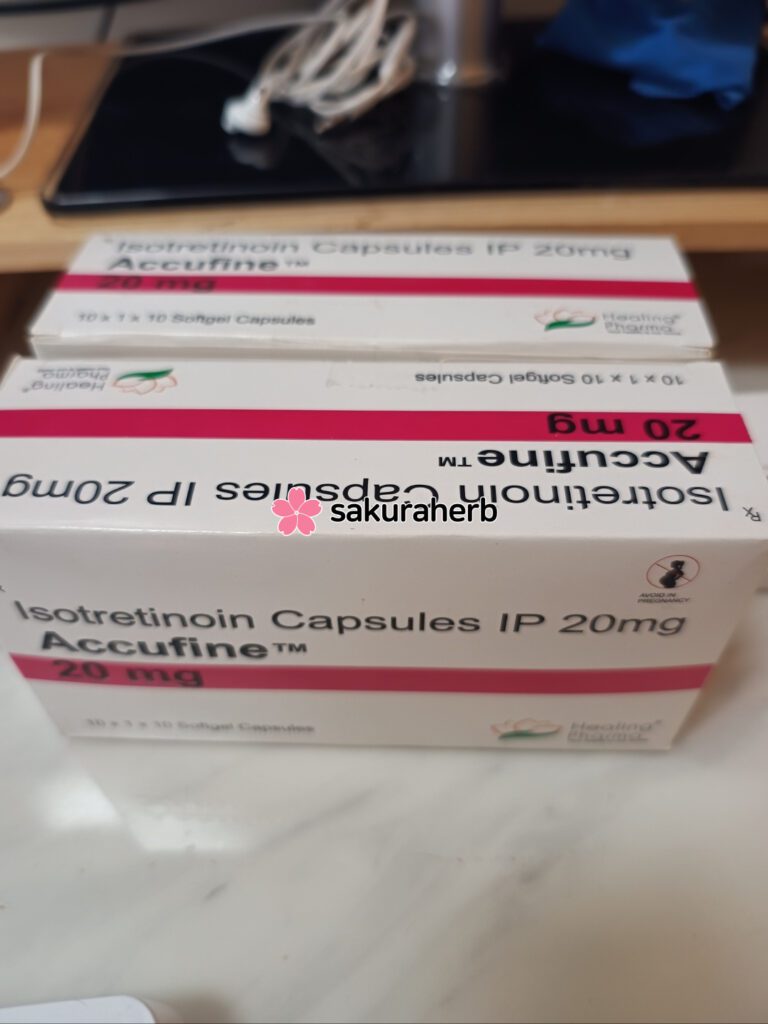 Isotretinoin Capsules IP 20mg
Accufine™
20 mg
10 x 1 x 10 Softgel Capsules
Healing®
Pharma
Healing®
Pharma
10 x 1 x 10 Softgel Capsules
20 mg
Accufine™
Rx
Isotretinoin Capsules IP 20mg
sakuraherb
AVOID IN
PREGNANCY
Isotretinoin Capsules IP 20mg
Accufine™
20 mg
10 x 1 x 10 Softgel Capsules
Healing®
Pharma